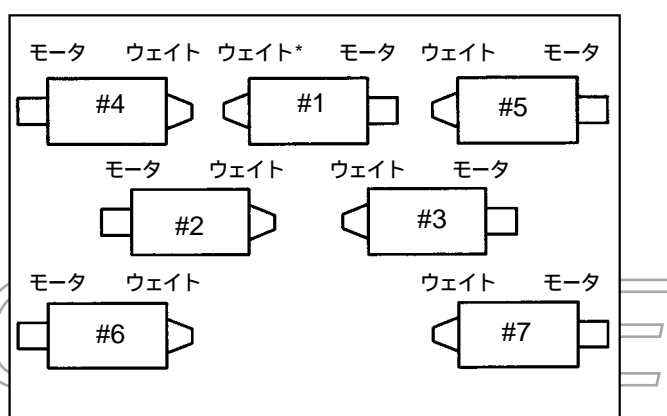 モータ ウェイト ウェイト* モータ ウェイト モータ
#4 #1 #5
モータ ウェイト ウェイト モータ
#2 #3
モータ ウェイト ウェイト モータ
#6 #7